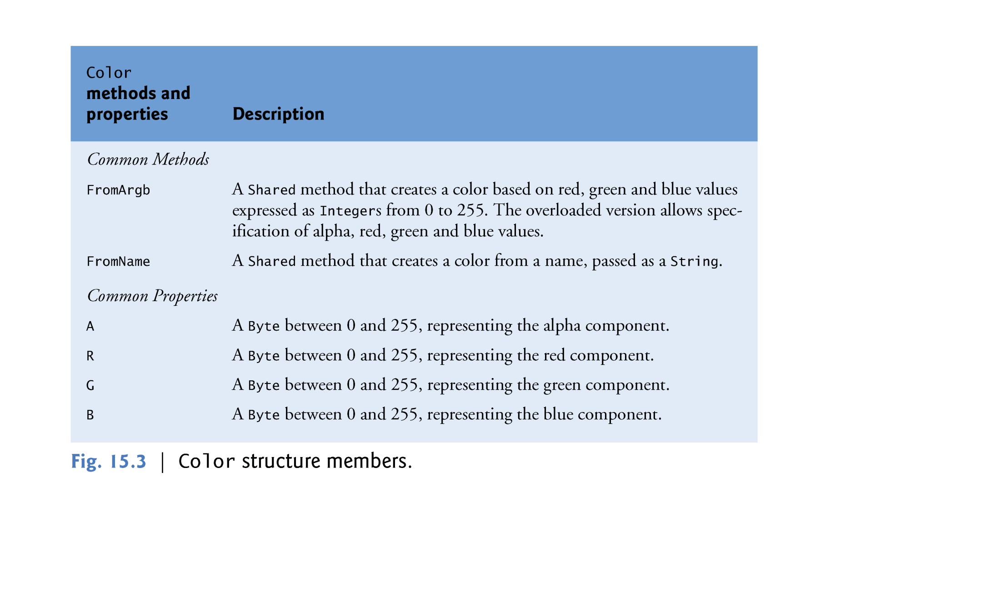 Color
methods and
properties Description
Common Methods
FromArgb A Shared method that creates a color based on red, green and blue values
expressed as Integers from 0 to 255. The overloaded version allows spec-
ification of alpha, red, green and blue values.
FromName A Shared method that creates a color from a name, passed as a String.
Common Properties
A A Byte between 0 and 255, representing the alpha component.
R A Byte between 0 and 255, representing the red component.
G A Byte between 0 and 255, representing the green component.
B A Byte between 0 and 255, representing the blue component.
Fig. 15.3 | Color structure members.